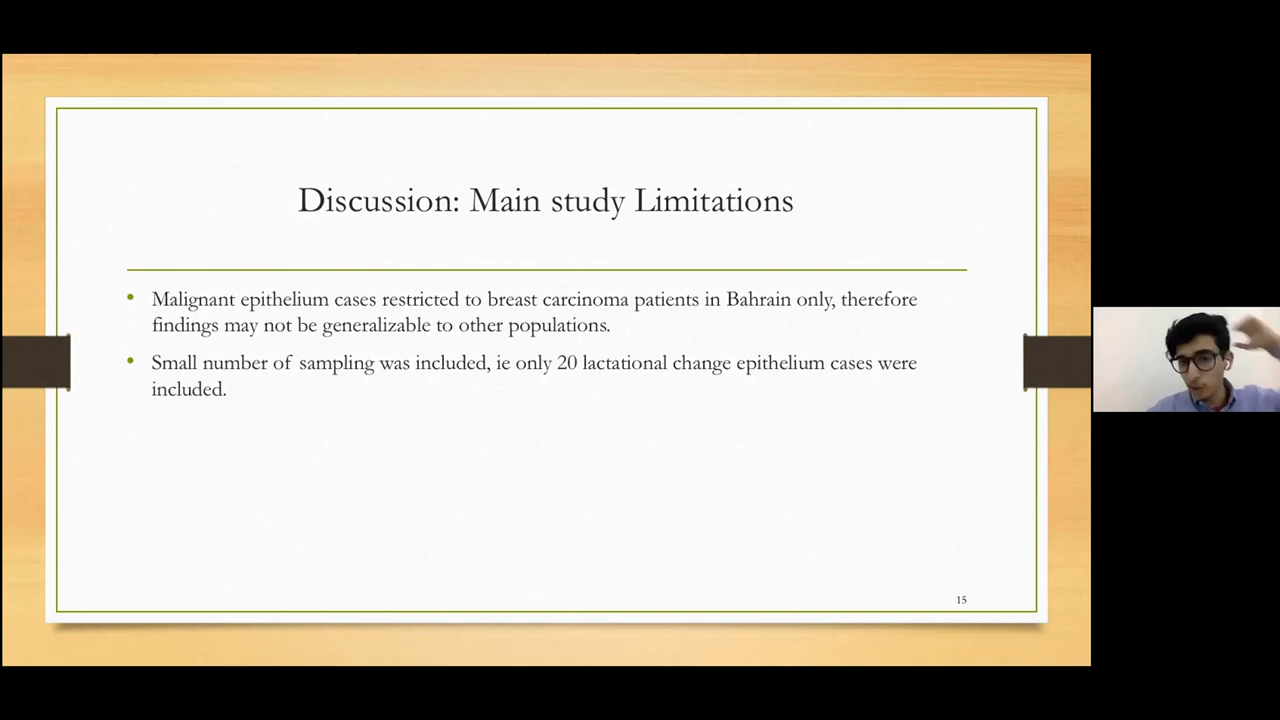 Discussion: Main study Limitations
• Malignant epithelium cases restricted to breast carcinoma patients in Bahrain only, therefore
findings may not be generalizable to other populations.
• Small number of sampling was included, ie only 20 lactational change epithelium cases were
included.
15